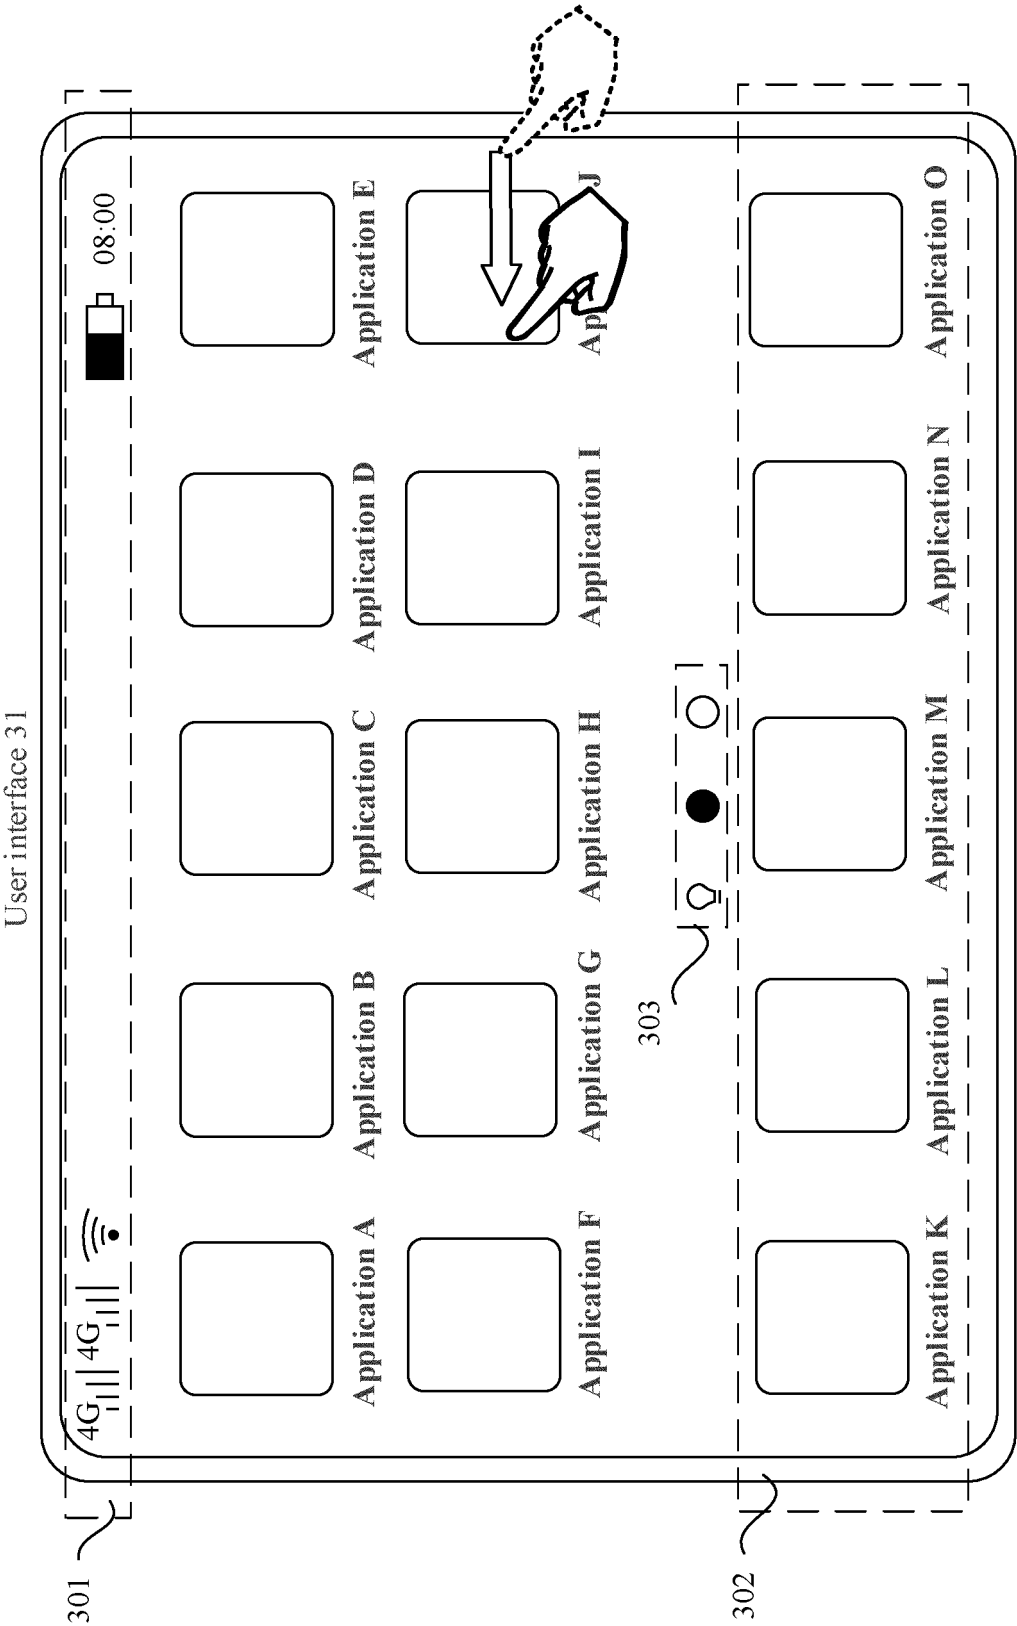 User interface 31
301
4G 4G 08:00
Application A Application B Application C Application D Application E
Application F Application G Application H Application I Ap J
303
302
Application K Application L Application M Application N Application O